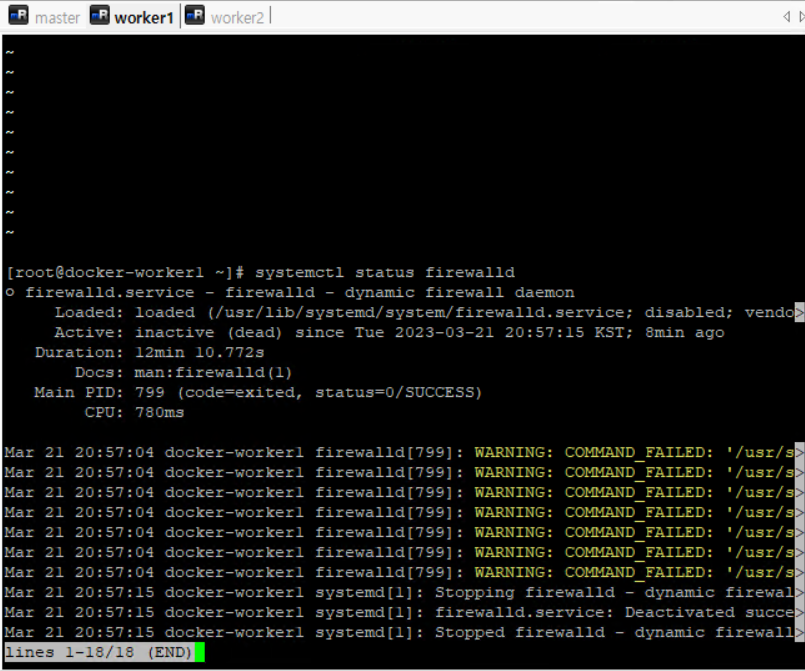 master worker1 worker2
~
~
~
~
~
~
~
~
~
~
[root@docker-worker1 ~]# systemctl status firewalld
○ firewalld.service - firewalld - dynamic firewall daemon
Loaded: loaded (/usr/lib/systemd/system/firewalld.service; disabled; vendo>
Active: inactive (dead) since Tue 2023-03-21 20:57:15 KST; 8min ago
Duration: 12min 10.772s
Docs: man:firewalld(1)
Main PID: 799 (code=exited, status=0/SUCCESS)
CPU: 780ms
Mar 21 20:57:04 docker-worker1 firewalld[799]: WARNING: COMMAND_FAILED: '/usr/s>
Mar 21 20:57:04 docker-worker1 firewalld[799]: WARNING: COMMAND_FAILED: '/usr/s>
Mar 21 20:57:04 docker-worker1 firewalld[799]: WARNING: COMMAND_FAILED: '/usr/s>
Mar 21 20:57:04 docker-worker1 firewalld[799]: WARNING: COMMAND_FAILED: '/usr/s>
Mar 21 20:57:04 docker-worker1 firewalld[799]: WARNING: COMMAND_FAILED: '/usr/s>
Mar 21 20:57:04 docker-worker1 firewalld[799]: WARNING: COMMAND_FAILED: '/usr/s>
Mar 21 20:57:04 docker-worker1 firewalld[799]: WARNING: COMMAND_FAILED: '/usr/s>
Mar 21 20:57:15 docker-worker1 systemd[1]: Stopping firewalld - dynamic firewal>
Mar 21 20:57:15 docker-worker1 systemd[1]: firewalld.service: Deactivated succe>
Mar 21 20:57:15 docker-worker1 systemd[1]: Stopped firewalld - dynamic firewall>
lines 1-18/18 (END)